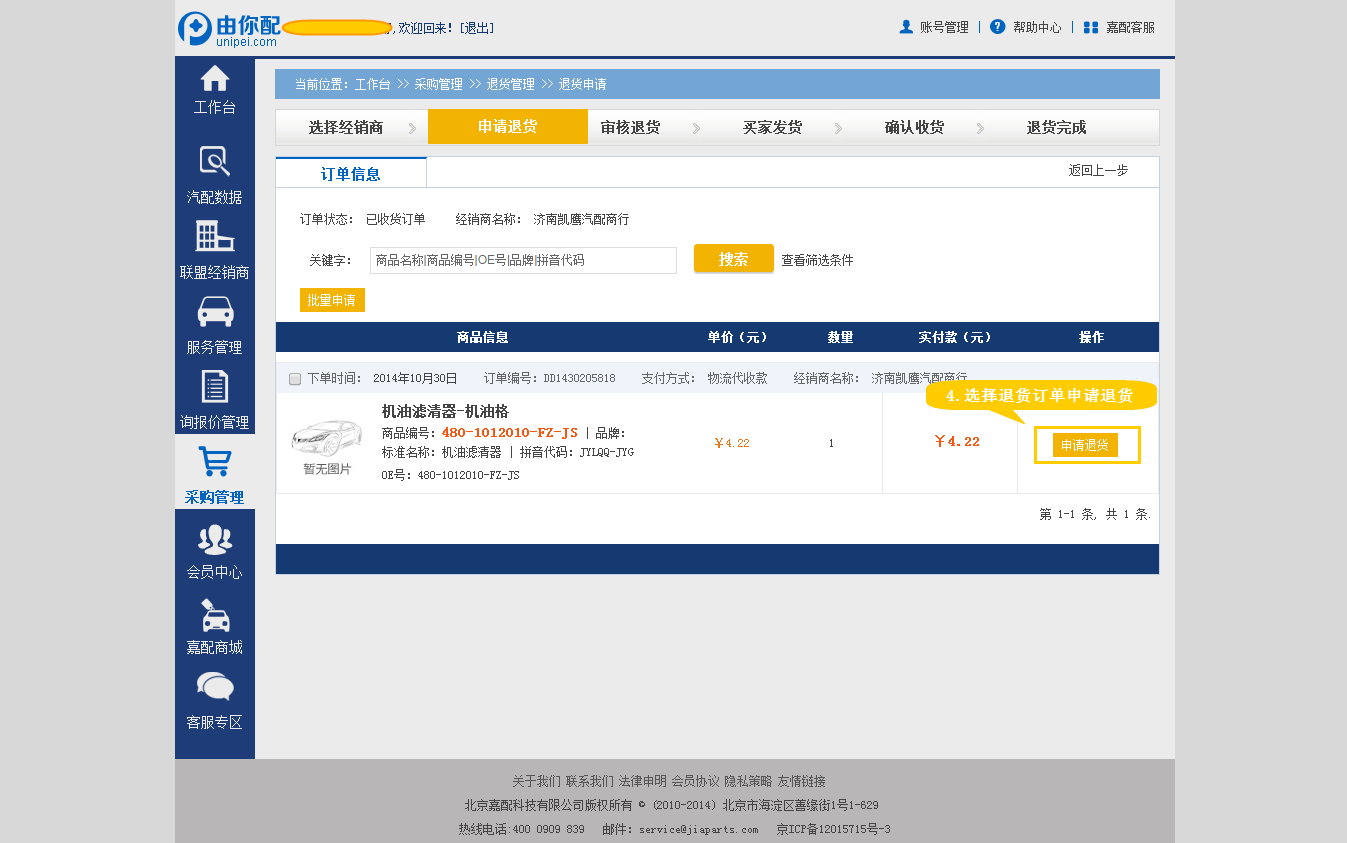 由你配
unipei.com
,欢迎回来! [退出]
账号管理 | 帮助中心 | 嘉配客服
工作台
汽配数据
联盟经销商
服务管理
询报价管理
采购管理
会员中心
嘉配商城
客服专区
当前位置: 工作台 >> 采购管理 >> 退货管理 >> 退货申请
选择经销商 申请退货 审核退货 买家发货 确认收货 退货完成
订单信息
返回上一步
订单状态: 已收货订单 经销商名称: 济南凯鹰汽配商行
关键字: 商品名称|商品编号|OE号|品牌|拼音代码 搜索 查看筛选条件
批量申请
商品信息 单价(元) 数量 实付款(元) 操作
下单时间: 2014年10月30日 订单编号: DD1430205818 支付方式: 物流代收款 经销商名称: 济南凯鹰汽配商行
4.选择退货订单申请退货
暂无图片
机油滤清器-机油格
商品编号: 480-1012010-FZ-JS | 品牌:
标准名称: 机油滤清器 | 拼音代码: JYLQQ-JYG
OE号: 480-1012010-FZ-JS
¥4.22 1 ¥4.22 申请退货
第 1-1 条, 共 1 条.
关于我们 联系我们 法律申明 会员协议 隐私策略 友情链接
北京嘉配科技有限公司版权所有 © (2010-2014) 北京市海淀区善缘街1号1-629
热线电话:400 0909 839 邮件: service@jiaparts.com 京ICP备12015715号-3